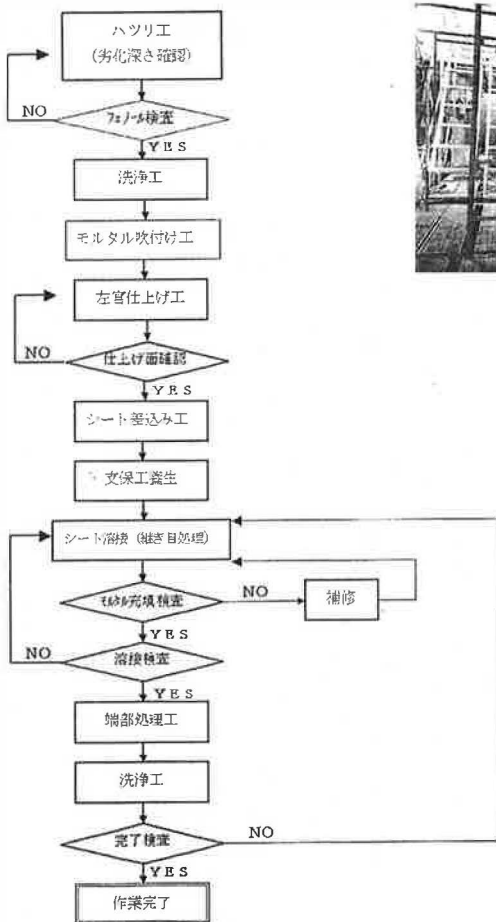 ハツリ工
(劣化深さ確認)
NO
フェノール検査
YES
洗浄工
モルタル吹付け工
左官仕上げ工
NO
仕上げ面確認
YES
シート差込み工
支保工養生
シート溶接 (継ぎ目処理)
モルタル充填検査
NO
補修
YES
NO
溶接検査
YES
端部処理工
洗浄工
完了検査
NO
YES
作業完了